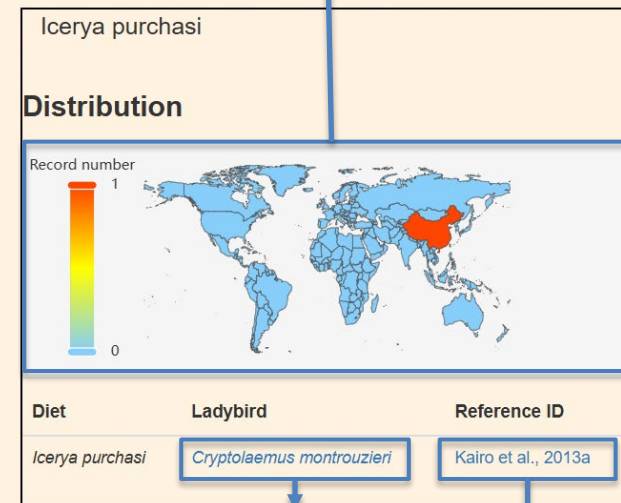 Icerya purchasi
Distribution
Record number
1
0
Diet Ladybird Reference ID
Icerya purchasi Cryptolaemus montrouzieri Kairo et al., 2013a